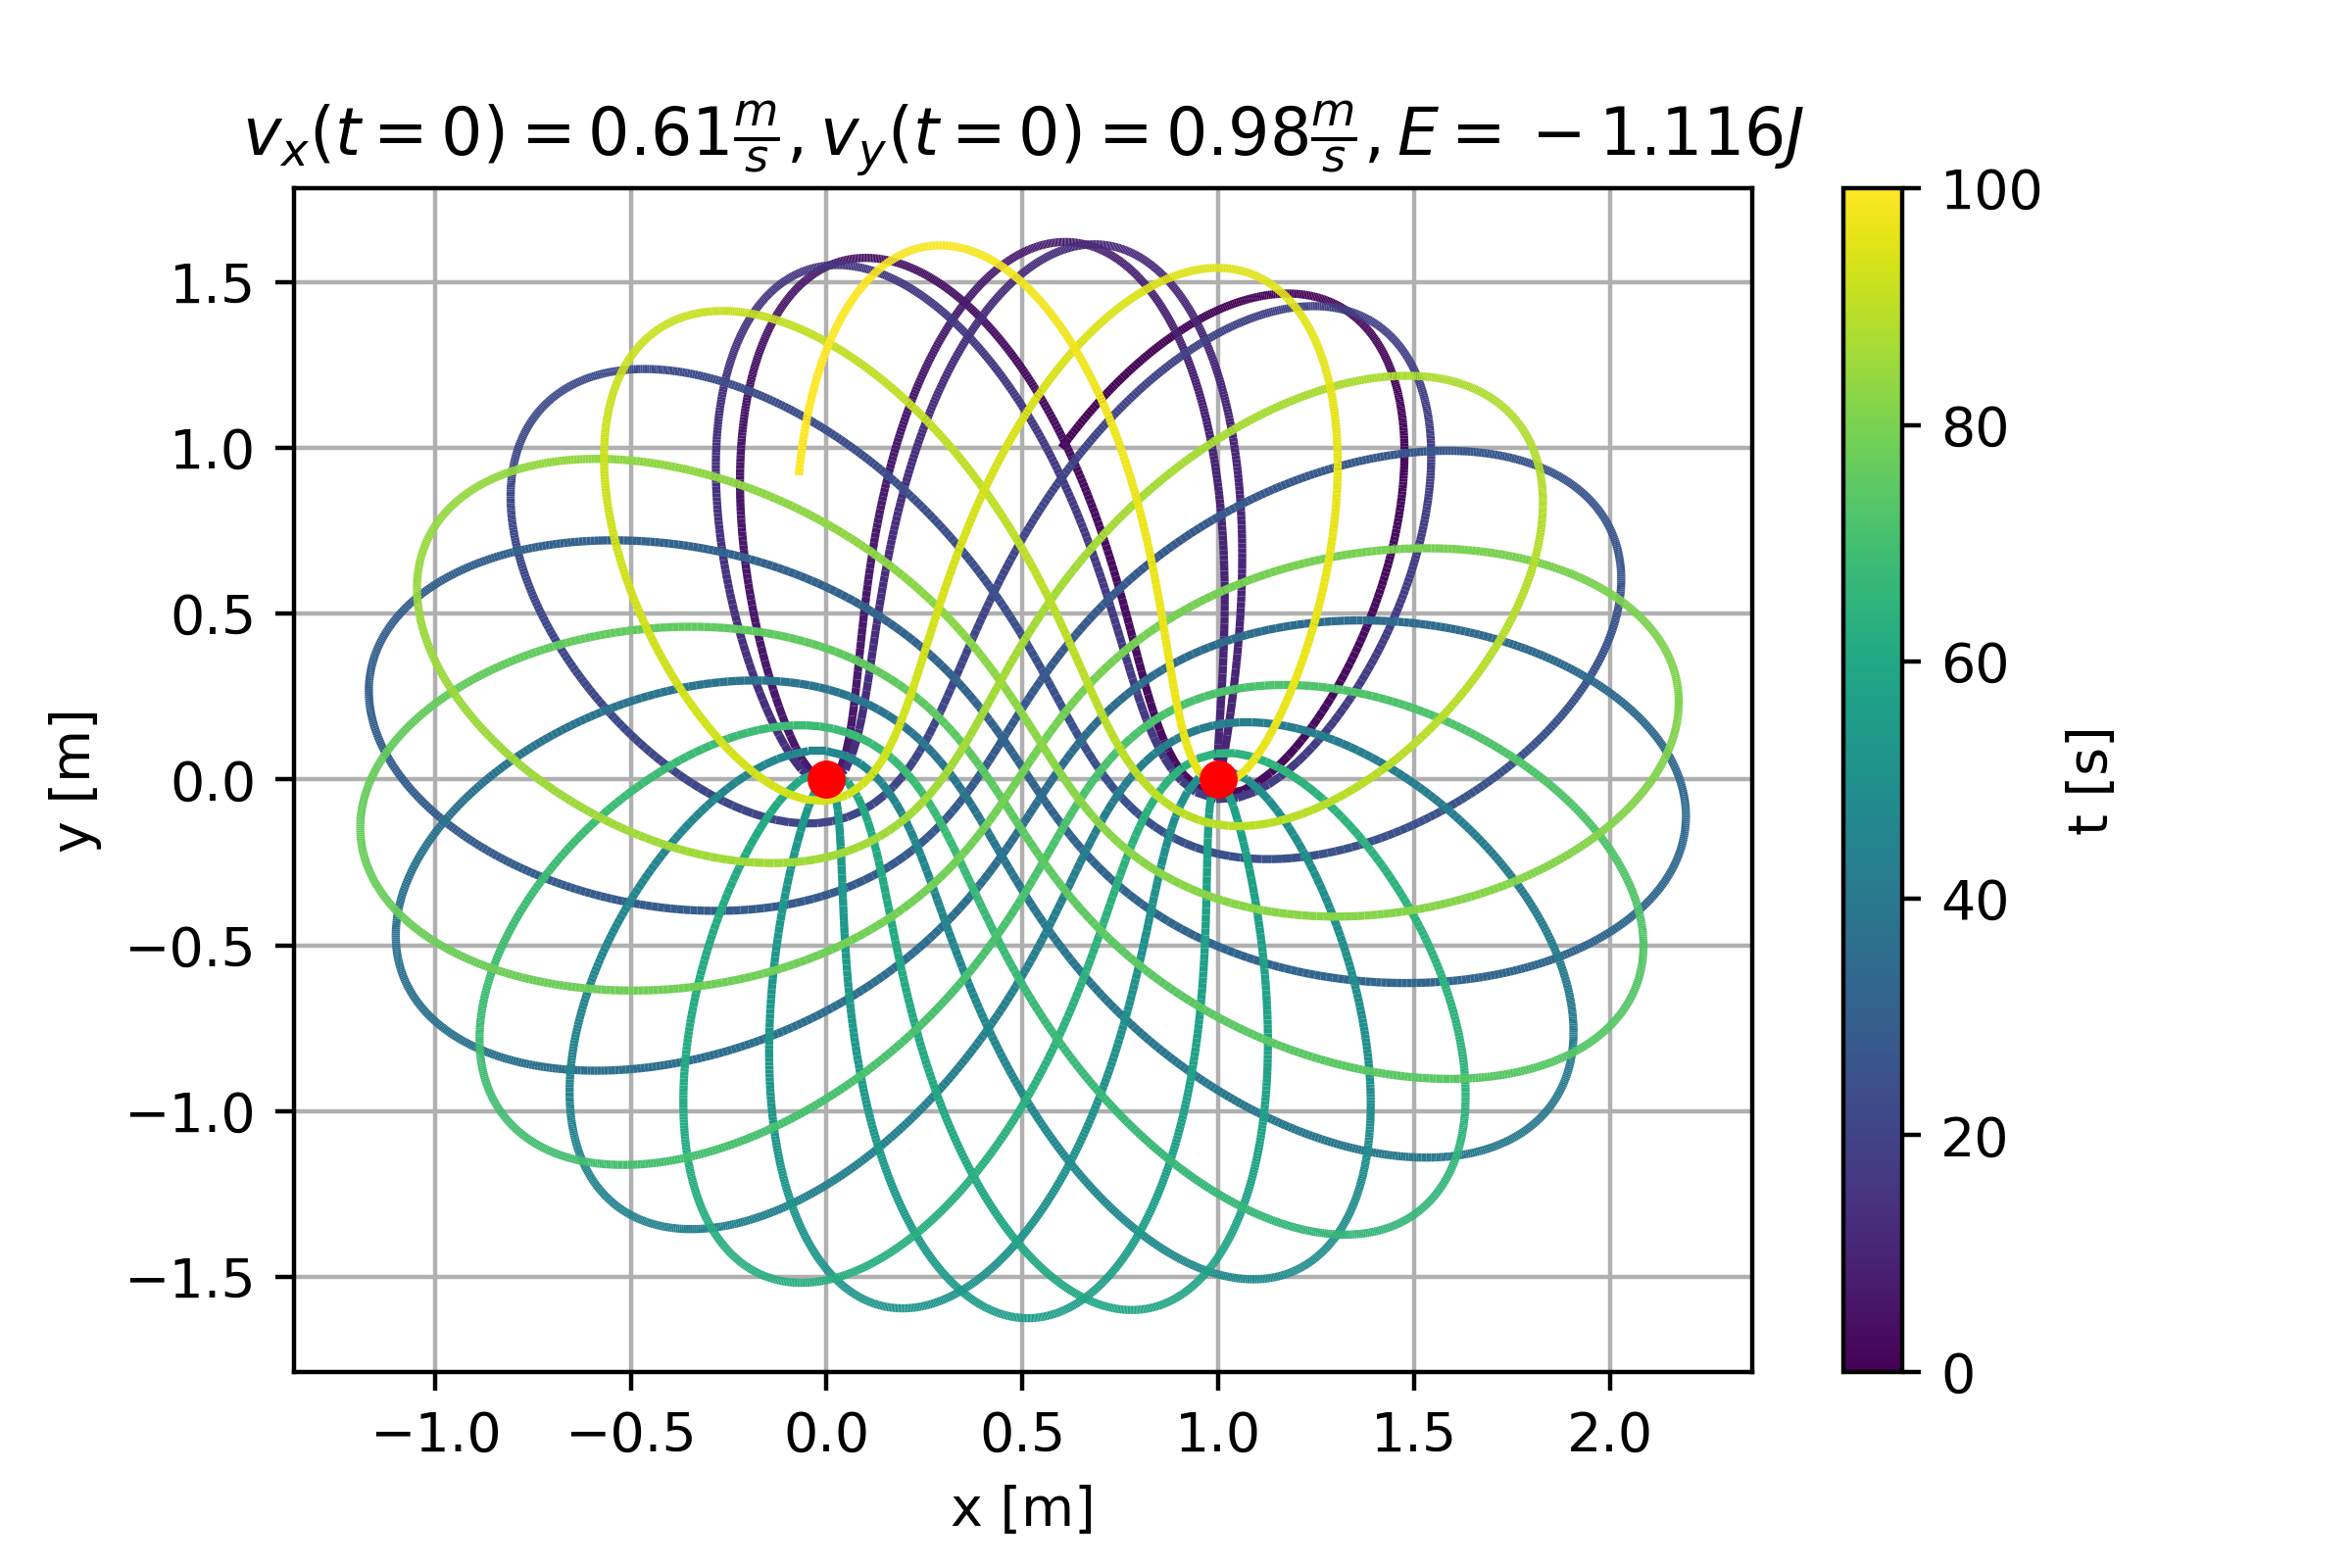 v_x(t = 0) = 0.61 m/s, v_y(t = 0) = 0.98 m/s, E = −1.116J
1.5
1.0
0.5
0.0
−0.5
−1.0
−1.5
y [m]
−1.0 −0.5 0.0 0.5 1.0 1.5 2.0
x [m]
100
80
60
40
20
0
t [s]